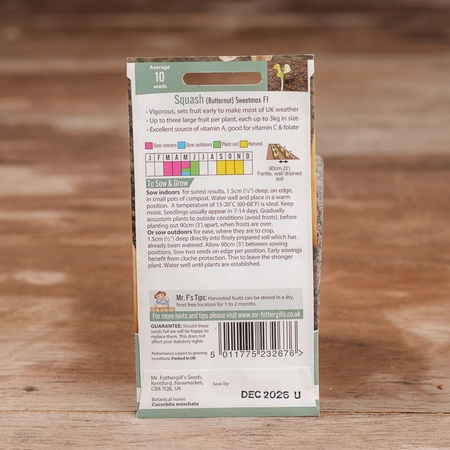 Average
10
seeds
Squash (Butternut) Sweetmax F1
• Vigorous, sets fruit early to make most of UK weather
• Up to three large fruit per plant, each up to 3kg in size
• Excellent source of vitamin A, good for vitamin C & folate
Sow indoors Sow outdoors Plant out Harvest
J F M A M J J A S O N D
90cm (3')
Fertile, well drained
soil
To Sow & Grow
Sow indoors for surest results, 1.5cm (½") deep, on edge,
in small pots of compost. Water well and place in a warm
position. A temperature of 15-20°C (60-68°F) is ideal. Keep
moist. Seedlings usually appear in 7-14 days. Gradually
accustom plants to outside conditions (avoid frosts), before
planting out 90cm (3') apart, when frosts are over.
Or sow outdoors for ease, where they are to crop,
1.5cm (½") deep directly into finely prepared soil which has
already been watered. Allow 90cm (3') between sowing
positions. Sow two seeds on edge per position. Early sowings
benefit from cloche protection. Thin to leave the stronger
plant. Water well until plants are established.
Mr. F's Tips: Harvested fruits can be stored in a dry,
frost free location for 1 to 2 months.
For more hints and tips please visit www.mr-fothergills.co.uk
GUARANTEE: Should these
seeds fail we will be happy to
replace them. This does not
affect your statutory rights
Performance subject to growing
conditions. Packed in UK
5 011775 232676 >
Mr. Fothergill's Seeds,
Kentford, Newmarket,
CB8 7QB, UK
Sow by
DEC 2025 U
Botanical name
Cucurbita moschata